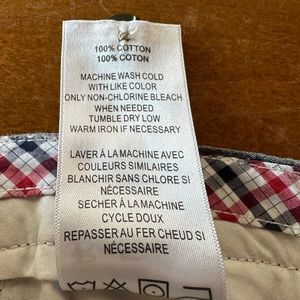 100% COTTON
100% COTON
MACHINE WASH COLD
WITH LIKE COLOR
ONLY NON-CHLORINE BLEACH
WHEN NEEDED
TUMBLE DRY LOW
WARM IRON IF NECESSARY
LAVER Á LA MACHINE AVEC
COULEURS SIMILAIRES
BLANCHIR SANS CHLORE SI
NÉCESSAIRE
SECHER Á LA MACHINE
CYCLE DOUX
REPASSER AU FER CHEUD SI
NÉCESSAIRE